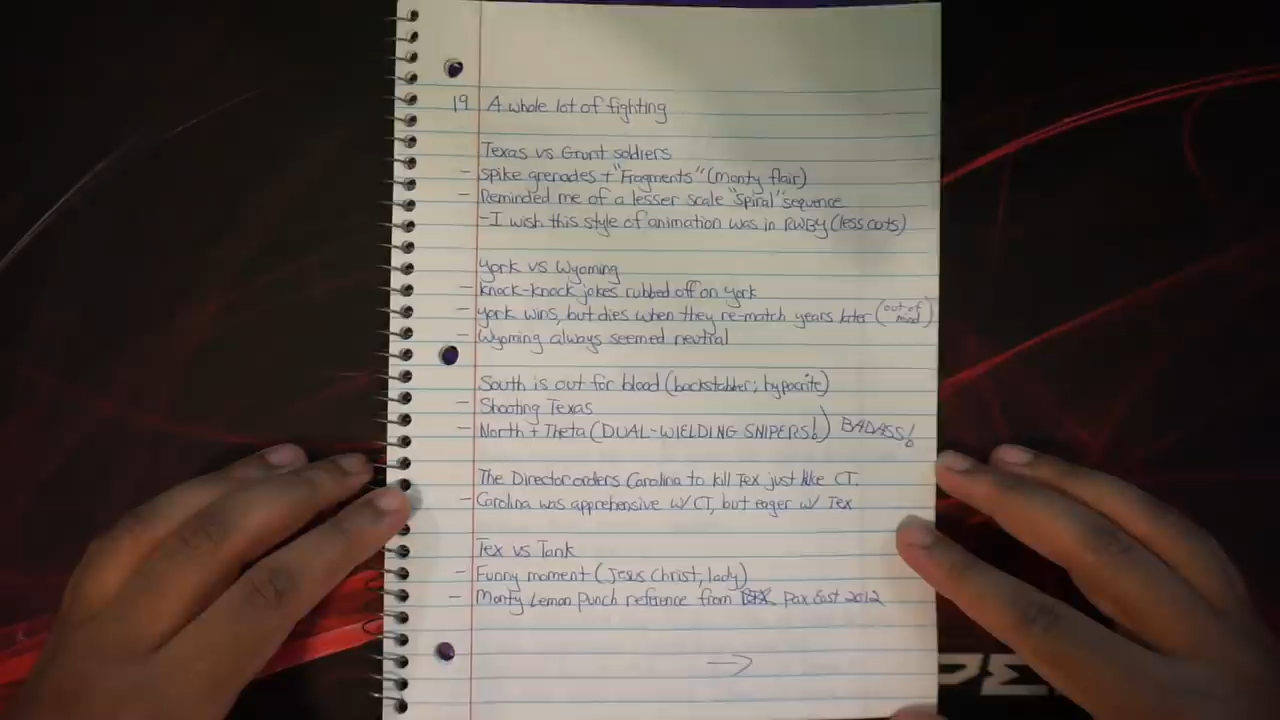 19 A whole lot of fighting
Texas vs Grunt soldiers
- Spike grenades + "Fragments" (Monty flair)
- Reminded me of a lesser scale "Spiral" sequence
- I wish this style of animation was in RWBY (less cuts)
York vs Wyoming
- Knock-knock jokes rubbed off on York
- York wins, but dies when they re-match years later (out of mind)
- Wyoming always seemed neutral
South is out for blood (backstabber; hypocrite)
- Shooting Texas
- North + Theta (DUAL-WIELDING SNIPERS!) BADASS!
The Director orders Carolina to kill Tex just like CT.
- Carolina was apprehensive w/ CT, but eager w/ Tex
Tex vs Tank
- Funny moment (Jesus Christ, lady)
- Monty Lemon Punch reference from Pax East 2012
→